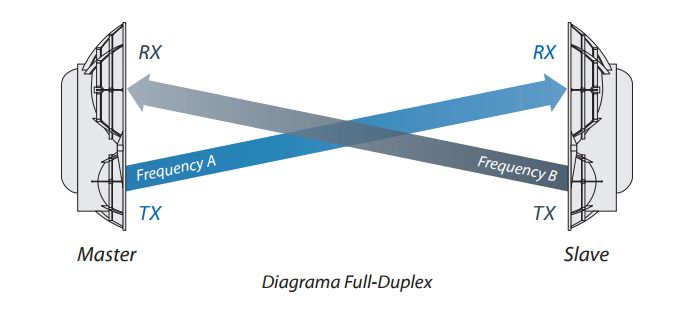 RX
RX
Frequency A
Frequency B
TX
TX
Master
Slave
Diagrama Full-Duplex